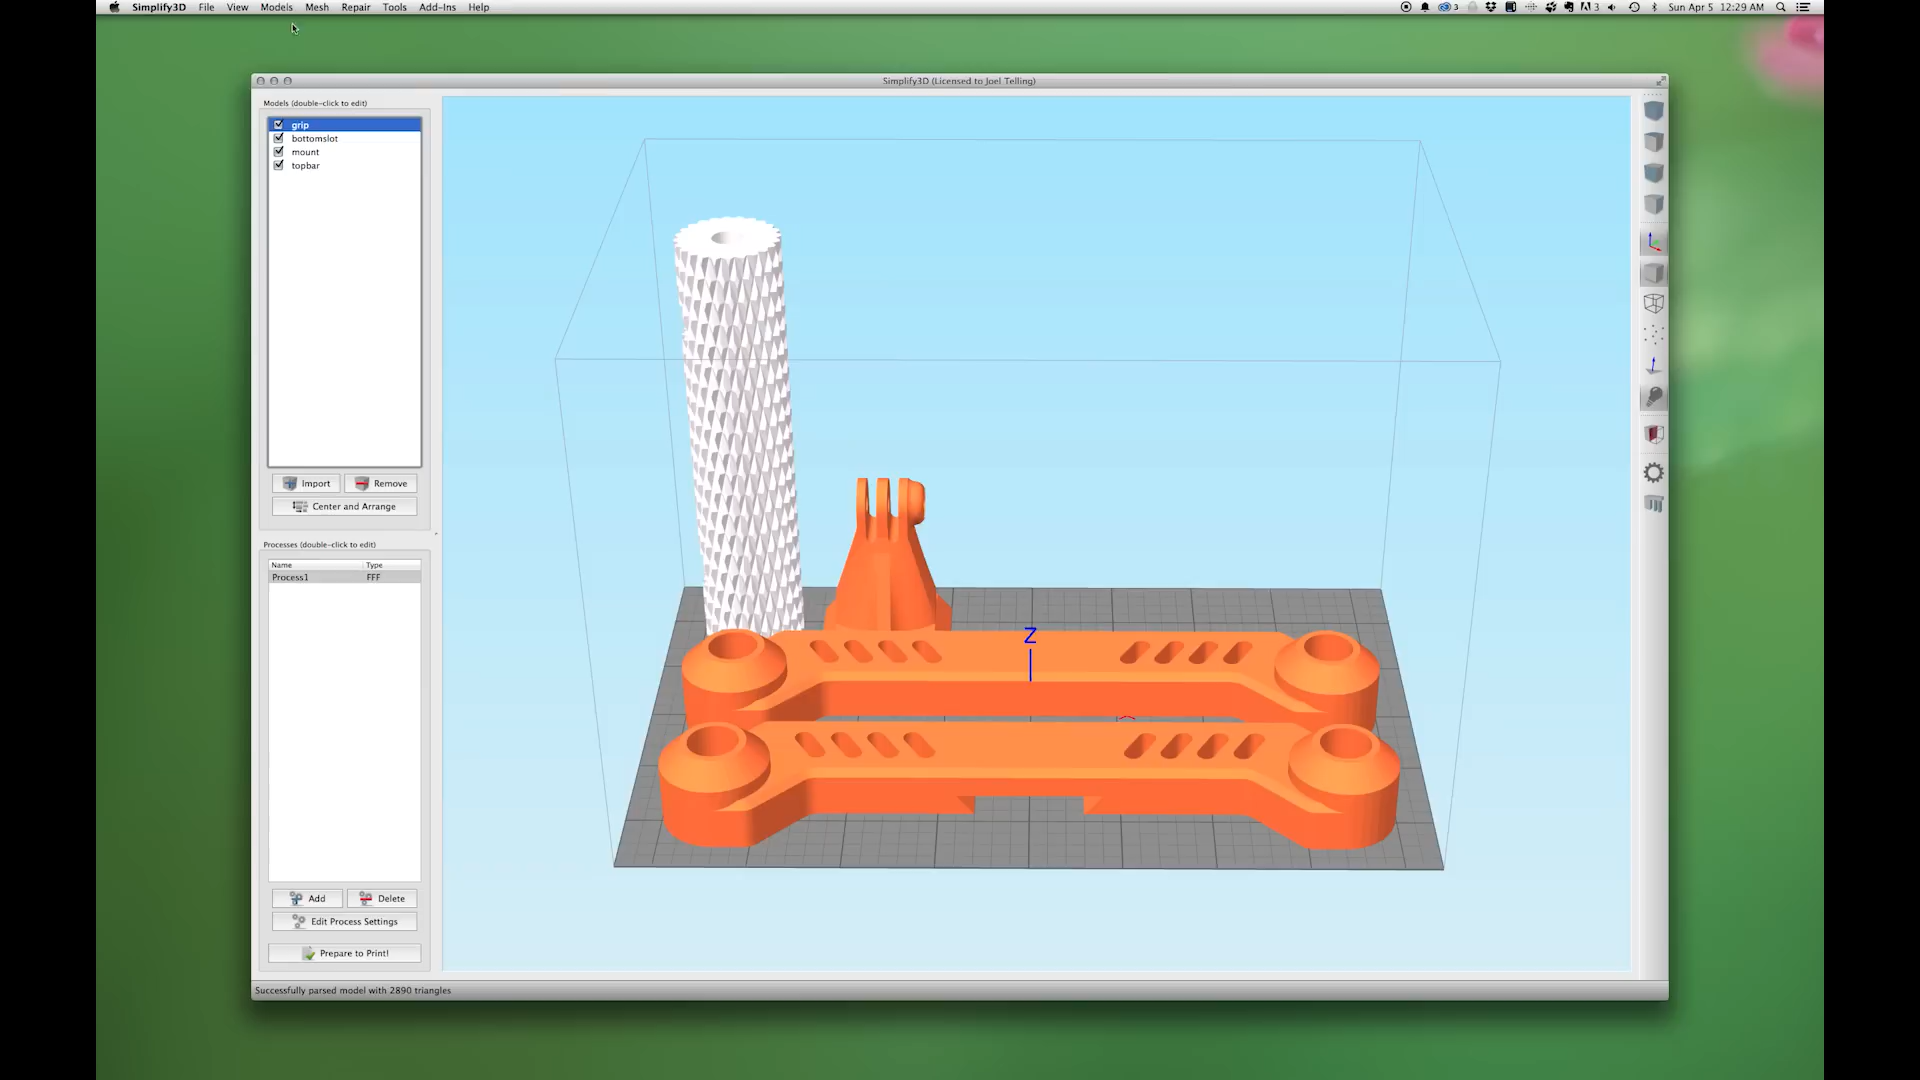 Simplify3D File View Models Mesh Repair Tools Add-Ins Help 3 3 Sun Apr 5 12:29 AM
Simplify3D (Licensed to Joel Telling)
Models (double-click to edit)
grip
bottomslot
mount
topbar
Import Remove
Center and Arrange
Processes (double-click to edit)
Name Type
Process1 FFF
Add Delete
Edit Process Settings
Prepare to Print!
Z
Successfully parsed model with 2890 triangles